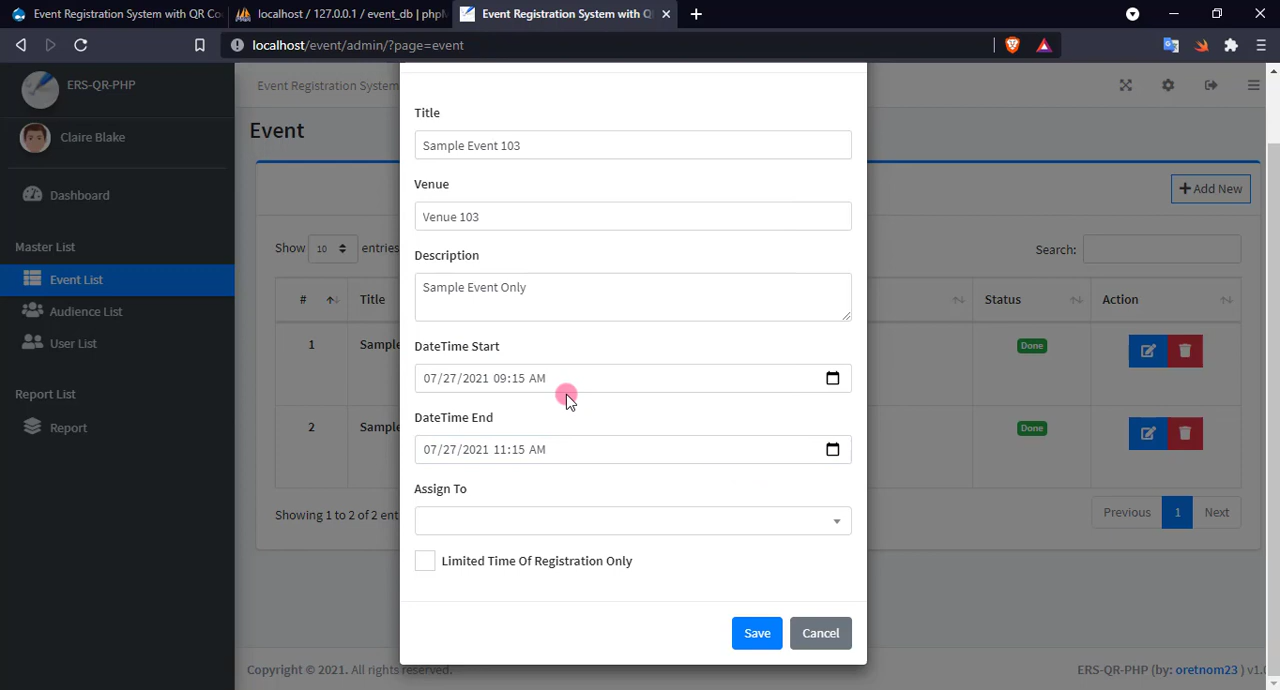 Event Registration System with QR Co
localhost / 127.0.0.1 / event_db | phpM
Event Registration System with Q
localhost/event/admin/?page=event
ERS-QR-PHP
Event Registration System
Claire Blake
Event
Title
Sample Event 103
Dashboard
Venue
Add New
Venue 103
Master List
Show 10 entries
Description
Search:
Event List
Sample Event Only
# Title Status Action
Audience List
User List
DateTime Start
1 Sample Done
07/27/2021 09:15 AM
Report List
DateTime End
Report
2 Sample Done
07/27/2021 11:15 AM
Assign To
Showing 1 to 2 of 2 ent
Previous 1 Next
Limited Time Of Registration Only
Save Cancel
Copyright © 2021. All rights reserved.
ERS-QR-PHP (by: oretnom23 ) v1.0